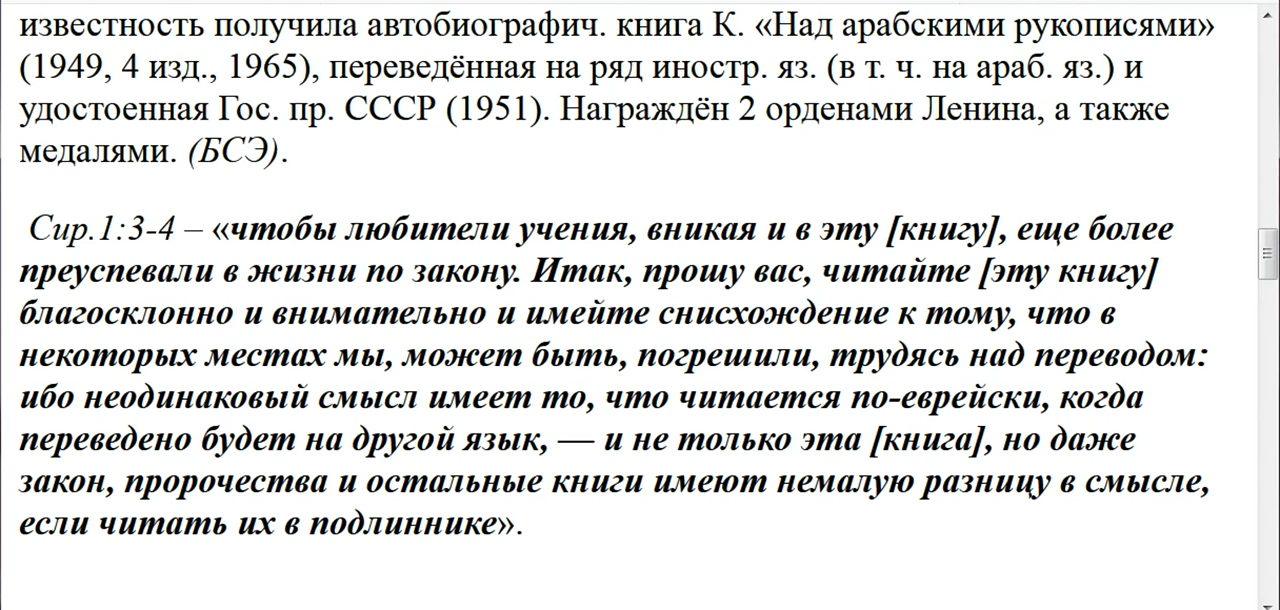 известность получила автобиографич. книга К. «Над арабскими рукописями»
(1949, 4 изд., 1965), переведённая на ряд иностр. яз. (в т. ч. на араб. яз.) и
удостоенная Гос. пр. СССР (1951). Награждён 2 орденами Ленина, а также
медалями. (БСЭ).
Сир.1:3-4 – «чтобы любители учения, вникая и в эту [книгу], еще более
преуспевали в жизни по закону. Итак, прошу вас, читайте [эту книгу]
благосклонно и внимательно и имейте снисхождение к тому, что в
некоторых местах мы, может быть, погрешили, трудясь над переводом:
ибо неодинаковый смысл имеет то, что читается по-еврейски, когда
переведено будет на другой язык, — и не только эта [книга], но даже
закон, пророчества и остальные книги имеют немалую разницу в смысле,
если читать их в подлиннике».